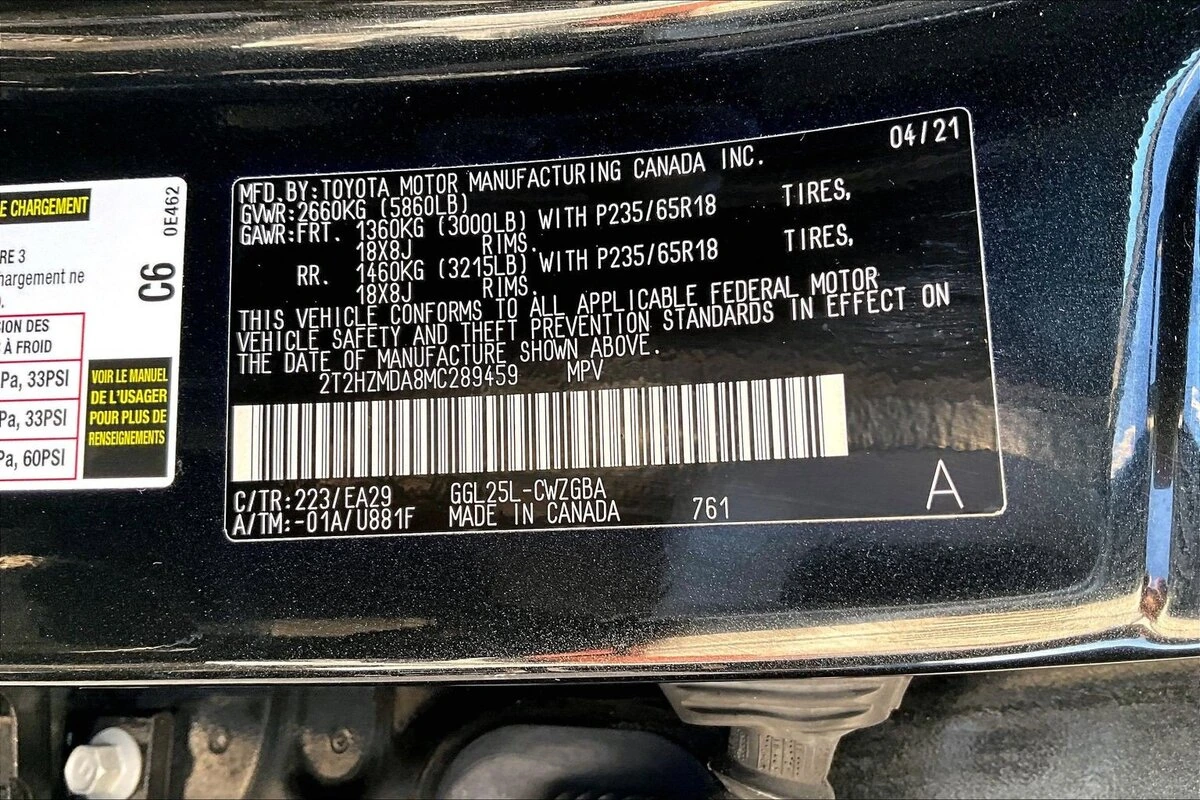 E CHARGEMENT
0E462
RE 3
hargement ne
C6
SION DES
À FROID
Pa, 33PSI
Pa, 33PSI
Pa, 60PSI
VOIR LE MANUEL
DE L'USAGER
POUR PLUS DE
RENSEIGNEMENTS
04/21
MFD. BY: TOYOTA MOTOR MANUFACTURING CANADA INC.
GVWR: 2660KG (5860LB)
GAWR: FRT. 1360KG (3000LB) WITH P235/65R18 TIRES,
18X8J RIMS.
RR. 1460KG (3215LB) WITH P235/65R18 TIRES,
18X8J RIMS.
THIS VEHICLE CONFORMS TO ALL APPLICABLE FEDERAL MOTOR
VEHICLE SAFETY AND THEFT PREVENTION STANDARDS IN EFFECT ON
THE DATE OF MANUFACTURE SHOWN ABOVE.
2T2HZMDA8MC289459 MPV
C/TR: 223/EA29 GGL25L-CWZGBA
A/TM: -01A/U881F MADE IN CANADA 761
A